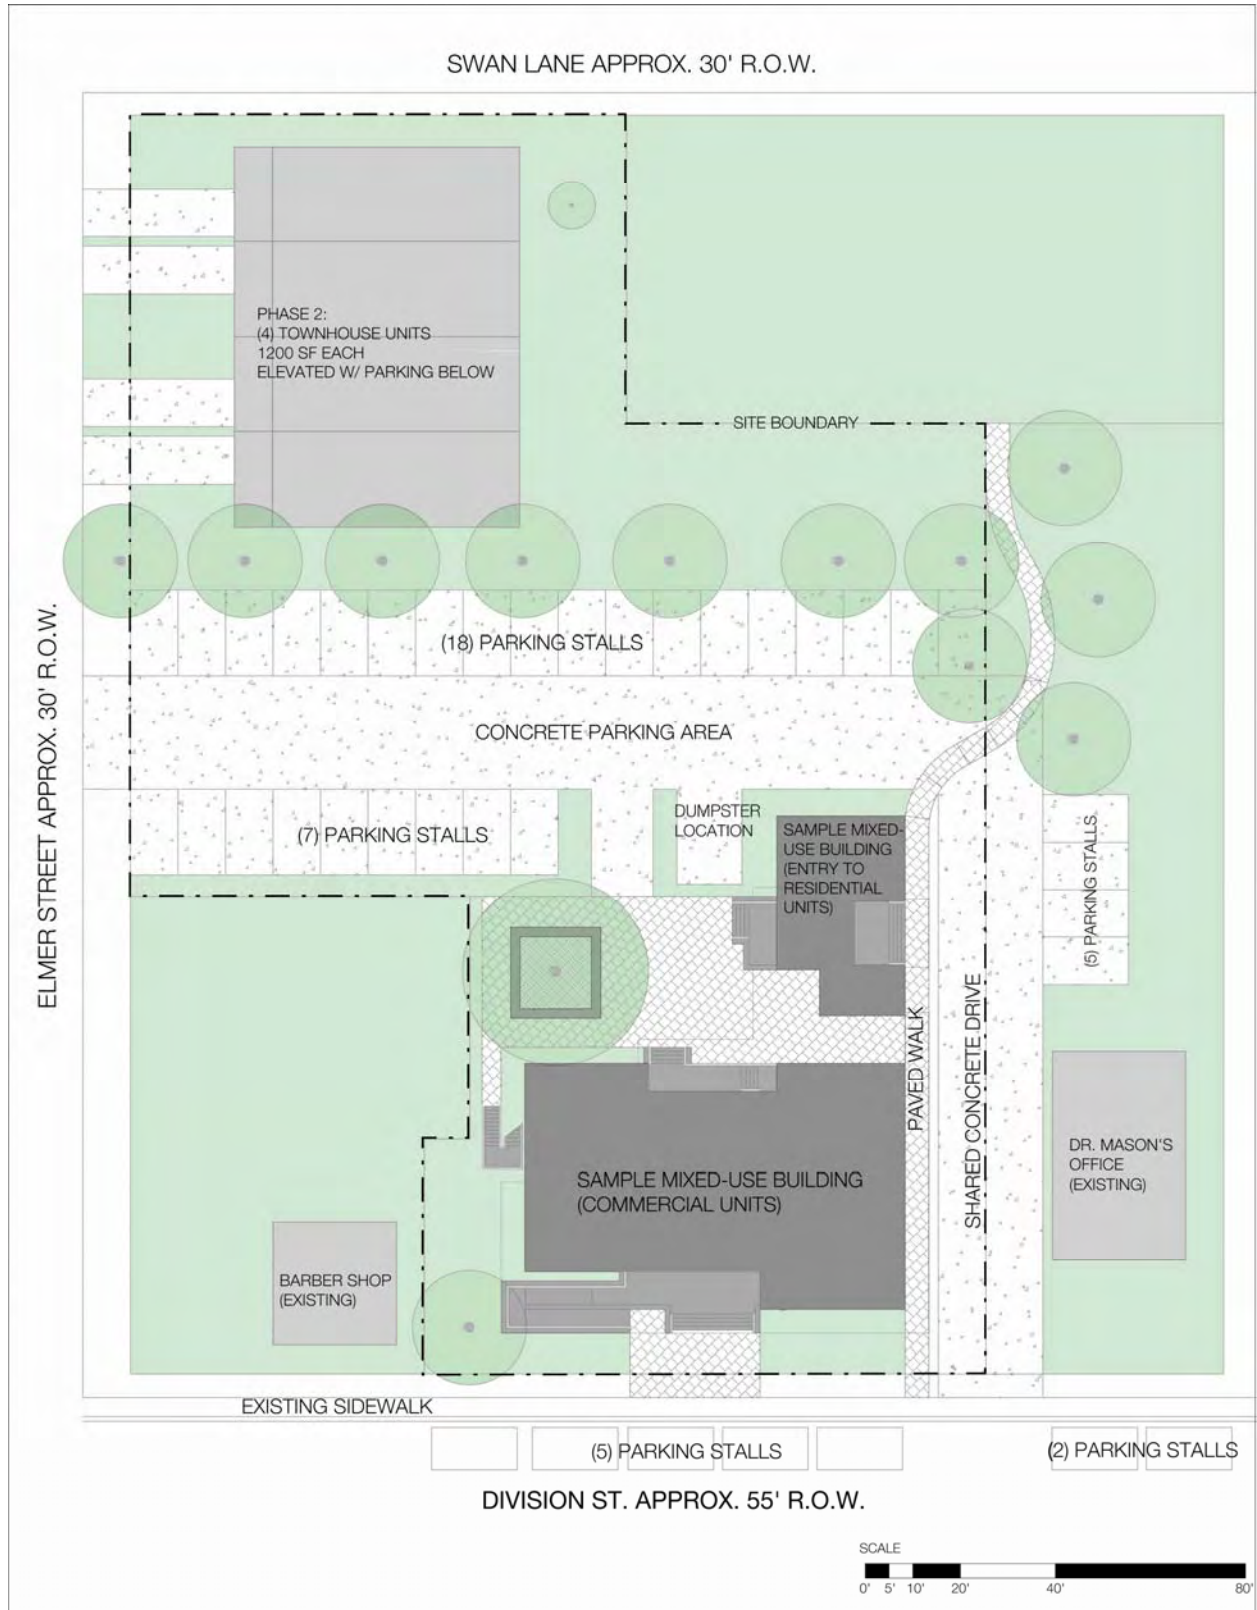 SWAN LANE APPROX. 30' R.O.W.
PHASE 2:
(4) TOWNHOUSE UNITS
1200 SF EACH
ELEVATED W/ PARKING BELOW
SITE BOUNDARY
ELMER STREET APPROX. 30' R.O.W.
(18) PARKING STALLS
CONCRETE PARKING AREA
(7) PARKING STALLS
DUMPSTER
LOCATION
SAMPLE MIXED-
USE BUILDING
(ENTRY TO
RESIDENTIAL
UNITS)
(5) PARKING STALLS
PAVED WALK
SHARED CONCRETE DRIVE
SAMPLE MIXED-USE BUILDING
(COMMERCIAL UNITS)
DR. MASON'S
OFFICE
(EXISTING)
BARBER SHOP
(EXISTING)
EXISTING SIDEWALK
(5) PARKING STALLS
(2) PARKING STALLS
DIVISION ST. APPROX. 55' R.O.W.
SCALE
0' 5' 10' 20' 40' 80'